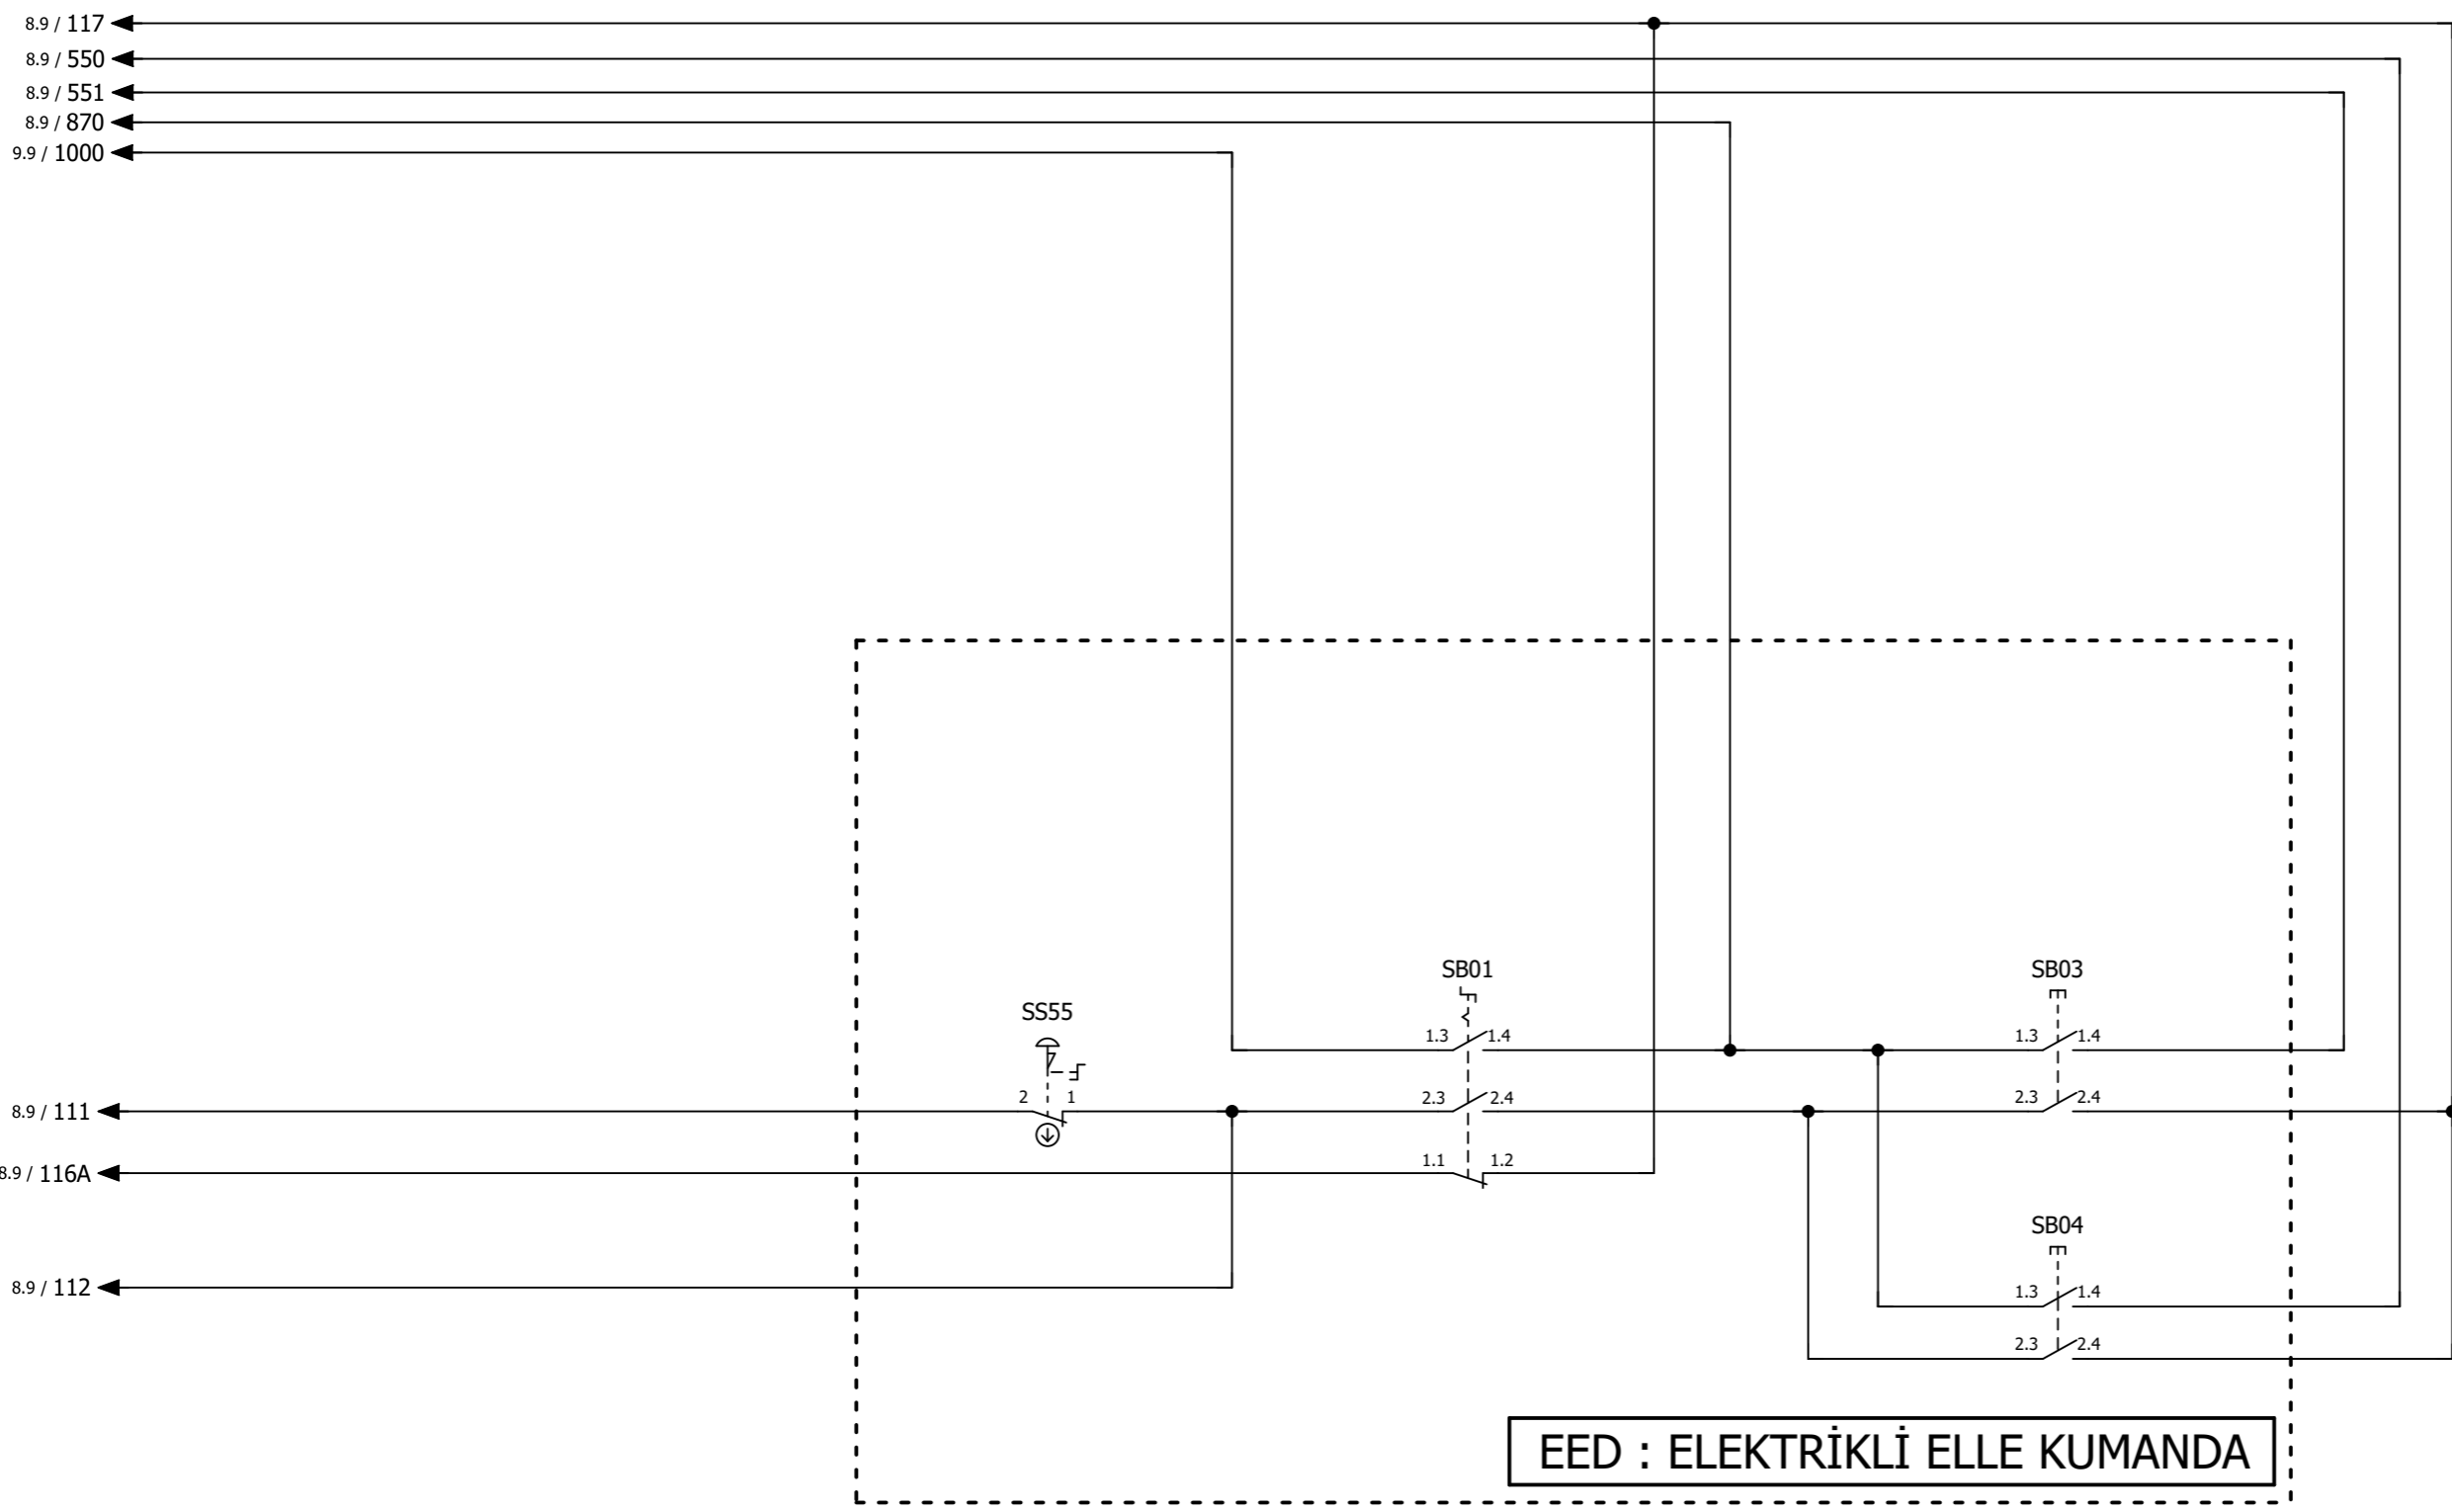 8.9 / 117
8.9 / 550
8.9 / 551
8.9 / 870
9.9 / 1000
SB01
SB03
SS55
1.3 1.4
1.3 1.4
2 1
2.3 2.4
2.3 2.4
8.9 / 111
1.1 1.2
8.9 / 116A
SB04
8.9 / 112
1.3 1.4
2.3 2.4
EED : ELEKTRİKLİ ELLE KUMANDA